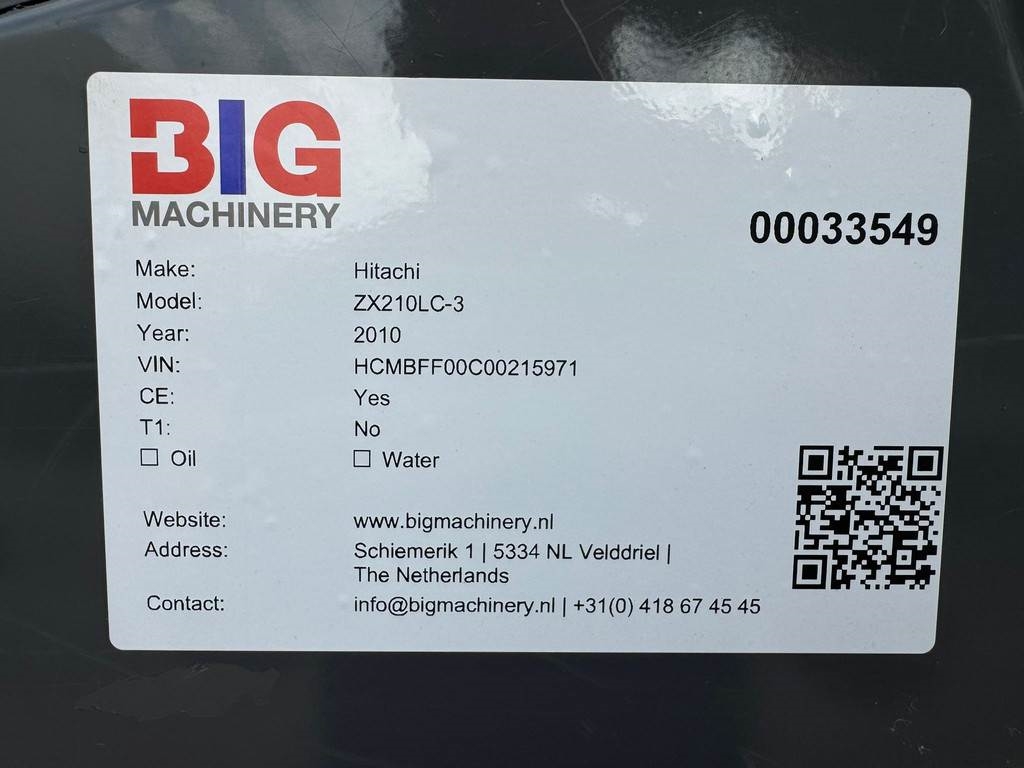 BIG
MACHINERY
00033549
Make: Hitachi
Model: ZX210LC-3
Year: 2010
VIN: HCMBFF00C00215971
CE: Yes
T1: No
☐ Oil ☐ Water
Website: www.bigmachinery.nl
Address: Schiemerik 1 | 5334 NL Velddriel |
The Netherlands
Contact: info@bigmachinery.nl | +31(0) 418 67 45 45